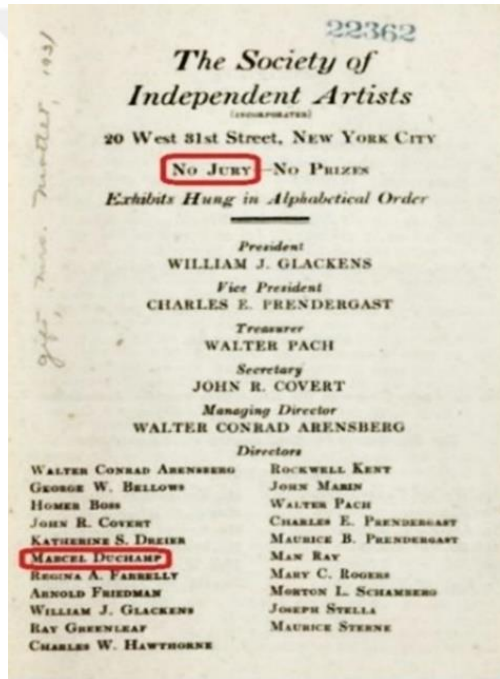 22362
The Society of
Independent Artists
(INCORPORATED)
20 West 31st Street, New York City
No Jury—No Prizes
Exhibits Hung in Alphabetical Order
President
WILLIAM J. GLACKENS
Vice President
CHARLES E. PRENDERGAST
Treasurer
WALTER PACH
Secretary
JOHN R. COVERT
Managing Director
WALTER CONRAD ARENSBERG
Directors
Walter Conrad Arensberg
George W. Bellows
Homer Boss
John R. Covert
Katherine S. Dreier
Marcel Duchamp
Regina A. Farrelly
Arnold Friedman
William J. Glackens
Ray Greenleaf
Charles W. Hawthorne
Rockwell Kent
John Marin
Walter Pach
Charles E. Prendergast
Maurice B. Prendergast
Man Ray
Mary C. Rogers
Morton L. Schamberg
Joseph Stella
Maurice Sterne
gift, Mrs. 1931